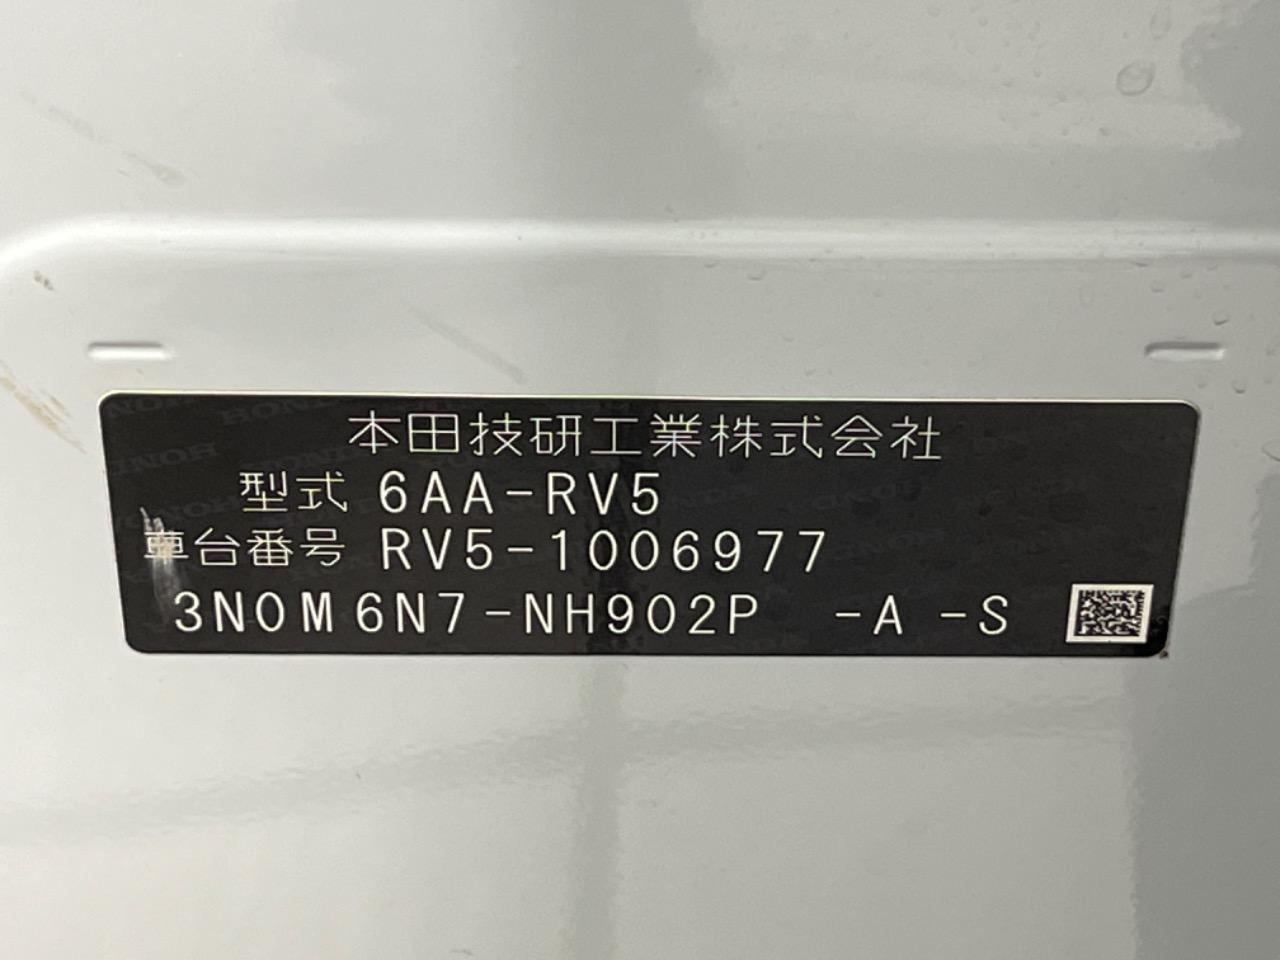 本田技研工業株式会社
型式 6AA-RV5
車台番号 RV5-1006977
3N0M6N7-NH902P -A -S